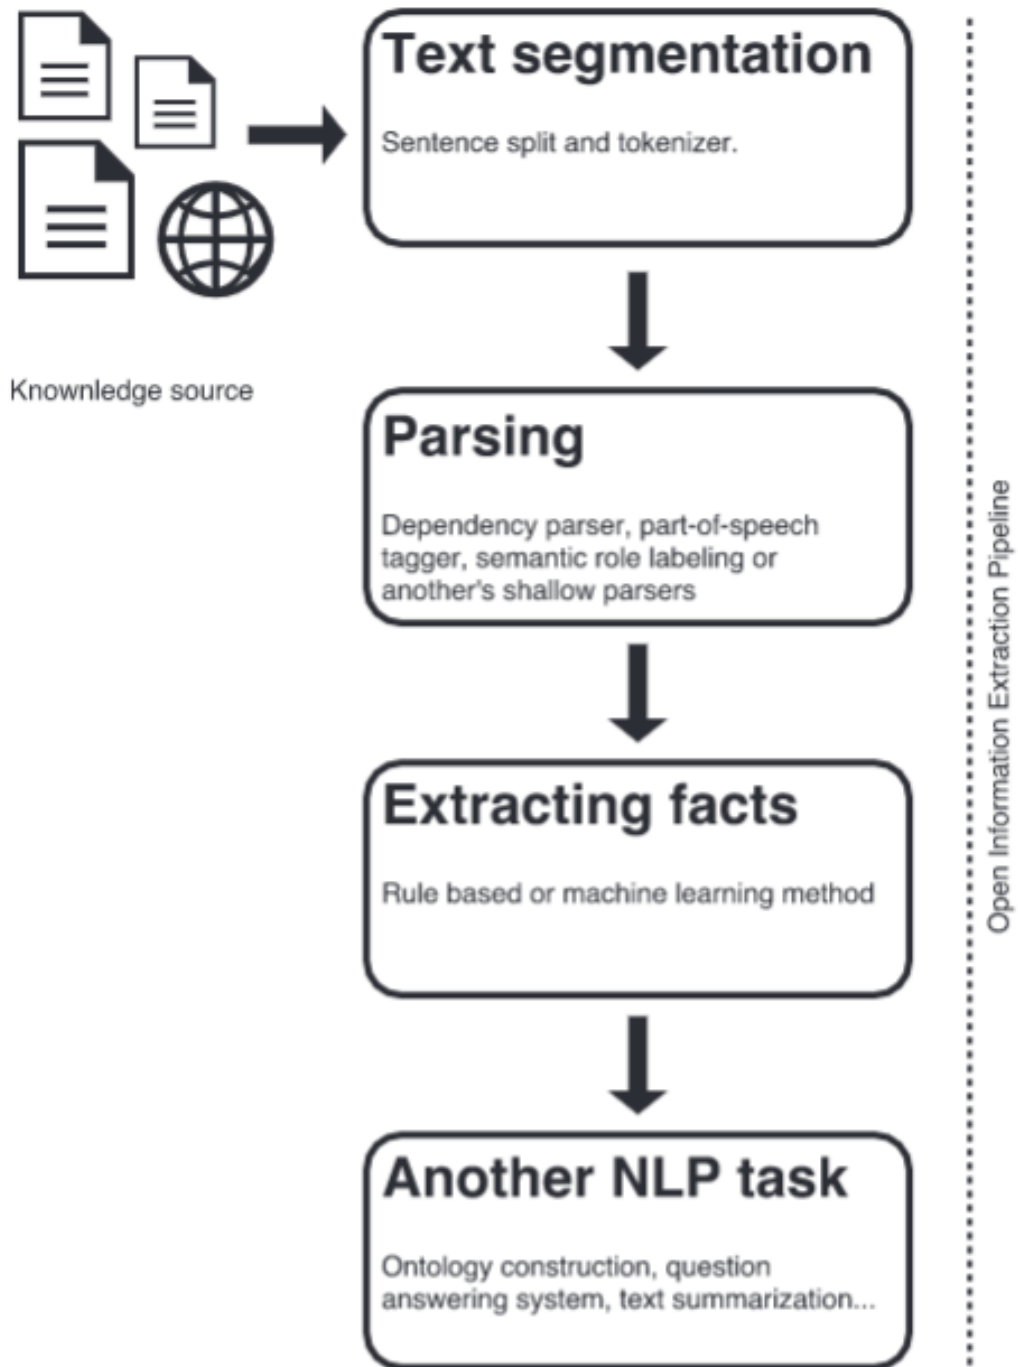 Text segmentation
Sentence split and tokenizer.
Knownledge source
Parsing
Dependency parser, part-of-speech
tagger, semantic role labeling or
another's shallow parsers
Extracting facts
Rule based or machine learning method
Another NLP task
Ontology construction, question
answering system, text summarization...
Open Information Extraction Pipeline